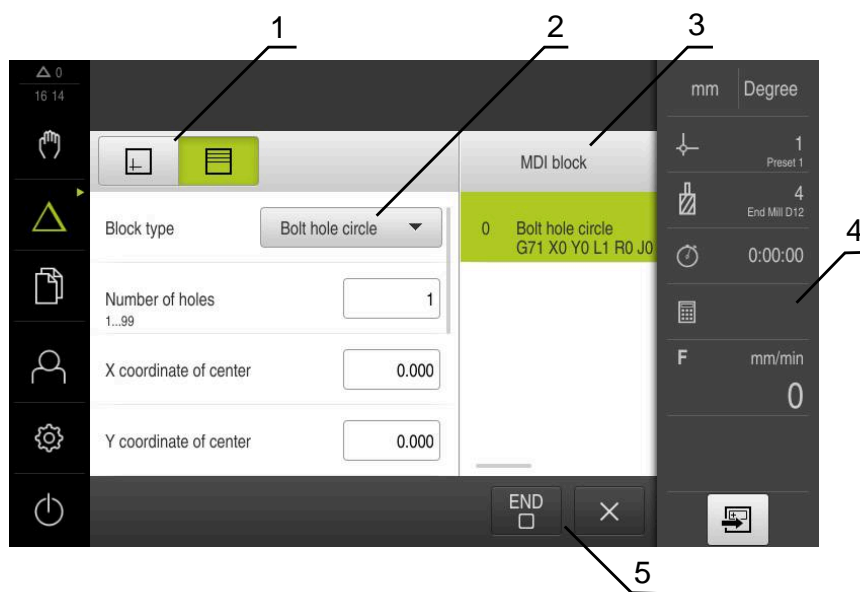 1
2
3
0
16 14
mm Degree
1
Preset 1
MDI block
4
End Mill D12
Block type Bolt hole circle
0 Bolt hole circle
G71 X0 Y0 L1 R0 J0
4
0:00:00
Number of holes 1
1...99
F mm/min
X coordinate of center 0.000
0
Y coordinate of center 0.000
END
5